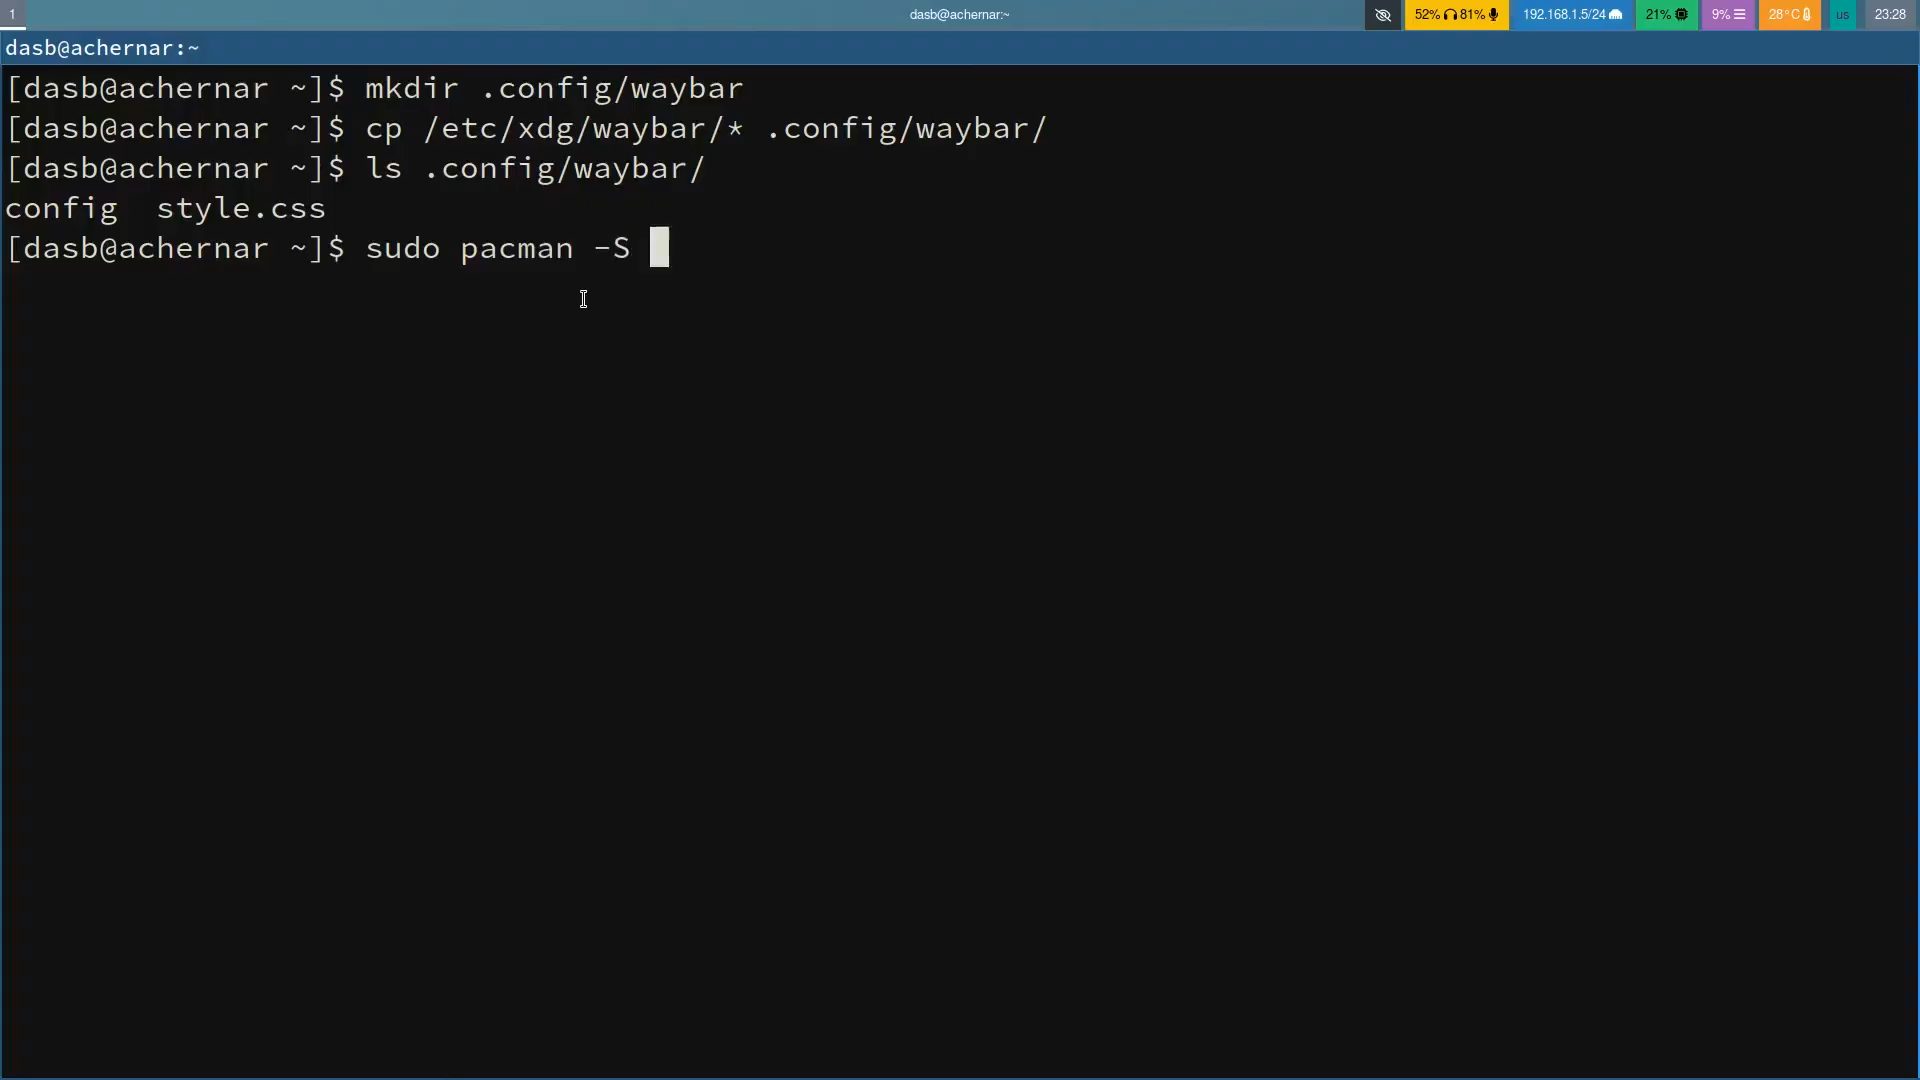 1 dasb@achernar:~ 52% 81% 192.168.1.5/24 21% 9% 28°C us 23:28
dasb@achernar:~
[dasb@achernar ~]$ mkdir .config/waybar
[dasb@achernar ~]$ cp /etc/xdg/waybar/* .config/waybar/
[dasb@achernar ~]$ ls .config/waybar/
config  style.css
[dasb@achernar ~]$ sudo pacman -S